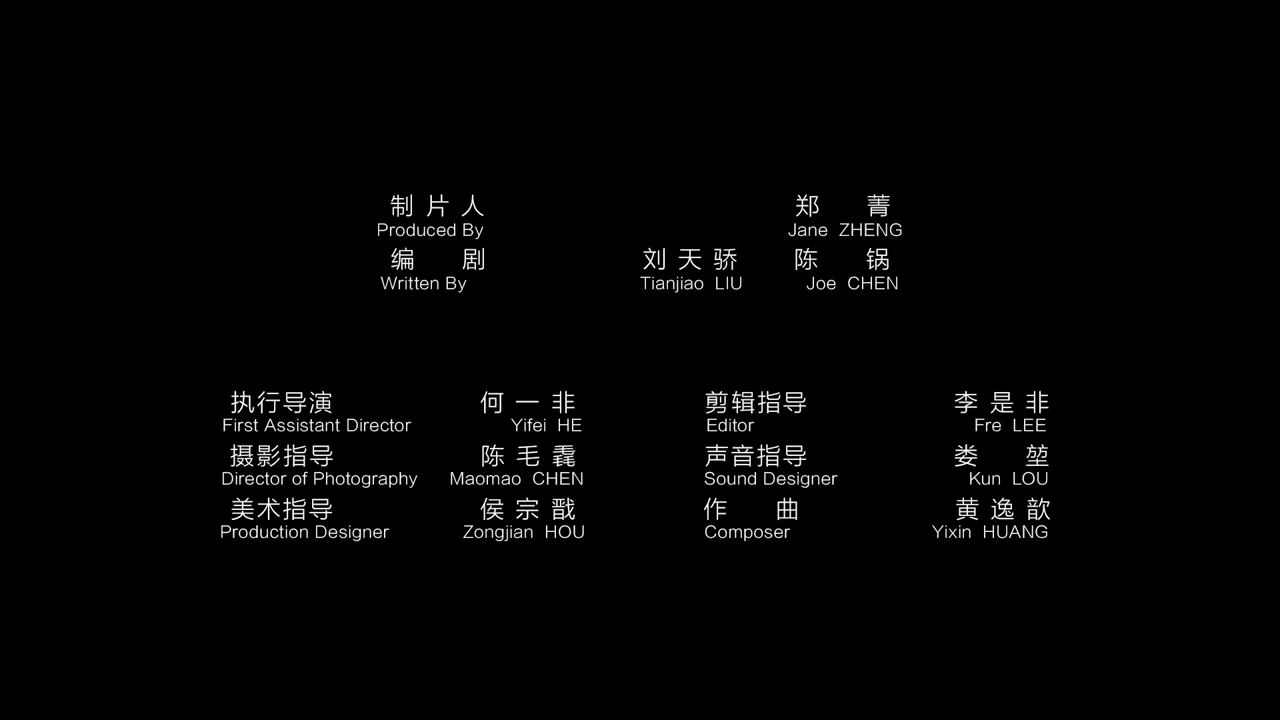 制片人 郑菁
Produced By Jane ZHENG
编剧 刘天骄 陈锅
Written By Tianjiao LIU Joe CHEN
执行导演 何一非 剪辑指导 李是非
First Assistant Director Yifei HE Editor Fre LEE
摄影指导 陈毛毳 声音指导 娄堃
Director of Photography Maomao CHEN Sound Designer Kun LOU
美术指导 侯宗戬 作曲 黄逸歆
Production Designer Zongjian HOU Composer Yixin HUANG